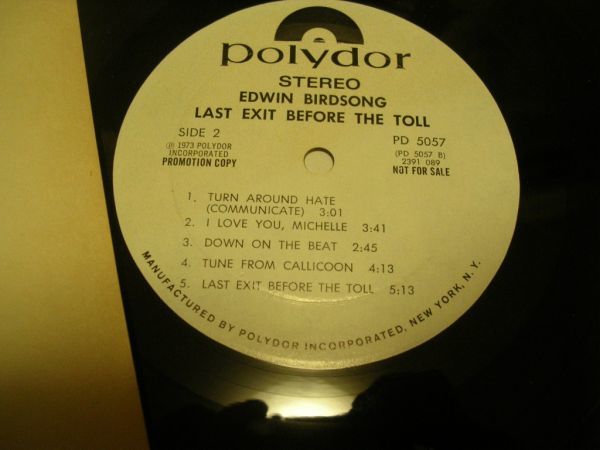 polydor
STEREO
EDWIN BIRDSONG
LAST EXIT BEFORE THE TOLL
SIDE 2
Ⓟ 1973 POLYDOR
INCORPORATED
PROMOTION COPY
PD 5057
(PD 5057 B)
2391 089
NOT FOR SALE
1. TURN AROUND HATE
(COMMUNICATE) 3:01
2. I LOVE YOU, MICHELLE 3:41
3. DOWN ON THE BEAT 2:45
4. TUNE FROM CALLICOON 4:13
5. LAST EXIT BEFORE THE TOLL 5:13
MANUFACTURED BY POLYDOR INCORPORATED, NEW YORK, N. Y.